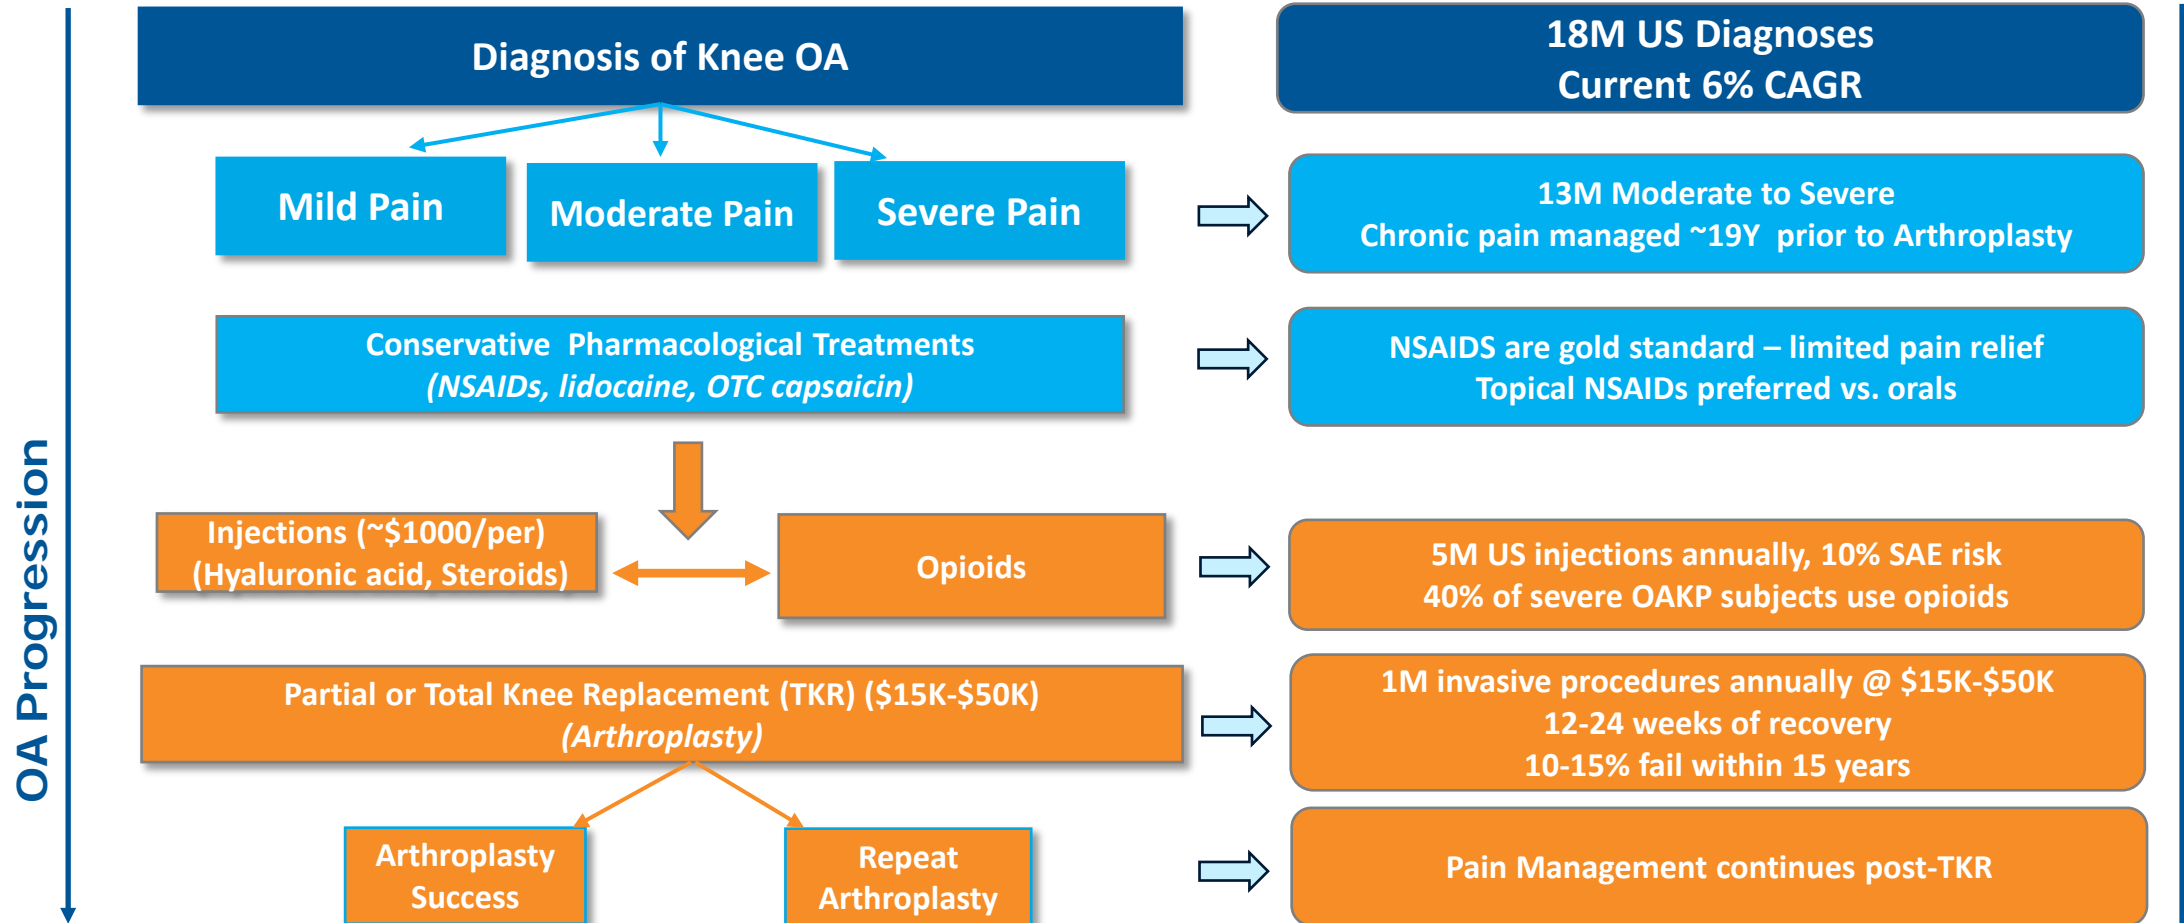 Diagnosis of Knee OA
18M US Diagnoses
Current 6% CAGR
Mild Pain
Moderate Pain
Severe Pain
13M Moderate to Severe
Chronic pain managed ~19Y prior to Arthroplasty
Conservative Pharmacological Treatments
(NSAIDs, lidocaine, OTC capsaicin)
NSAIDS are gold standard – limited pain relief
Topical NSAIDs preferred vs. orals
OA Progression
Injections (~$1000/per)
(Hyaluronic acid, Steroids)
Opioids
5M US injections annually, 10% SAE risk
40% of severe OAKP subjects use opioids
Partial or Total Knee Replacement (TKR) ($15K-$50K)
(Arthroplasty)
1M invasive procedures annually @ $15K-$50K
12-24 weeks of recovery
10-15% fail within 15 years
Arthroplasty
Success
Repeat
Arthroplasty
Pain Management continues post-TKR